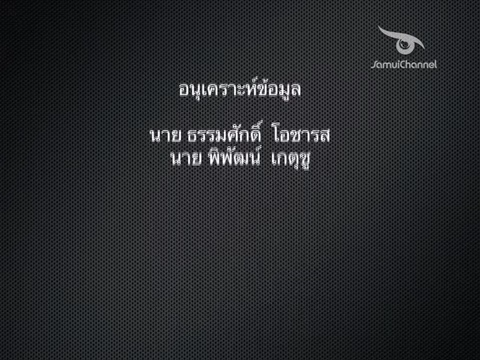 SamuiChannel
อนุเคราะห์ข้อมูล
นาย ธรรมศักดิ์ โอชารส
นาย พิพัฒน์ เกตุชู